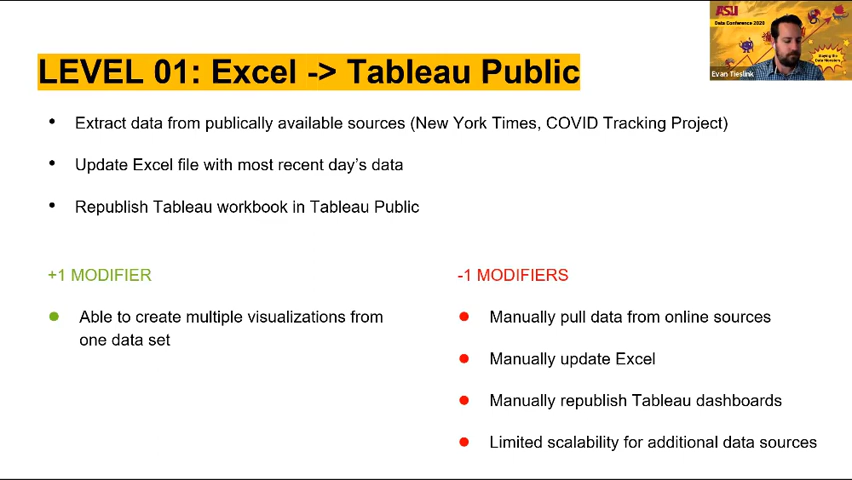 ASU
Data Conference 2020
Evan Tieslink
LEVEL 01: Excel -> Tableau Public
• Extract data from publically available sources (New York Times, COVID Tracking Project)
• Update Excel file with most recent day's data
• Republish Tableau workbook in Tableau Public
+1 MODIFIER
● Able to create multiple visualizations from
one data set
-1 MODIFIERS
● Manually pull data from online sources
● Manually update Excel
● Manually republish Tableau dashboards
● Limited scalability for additional data sources